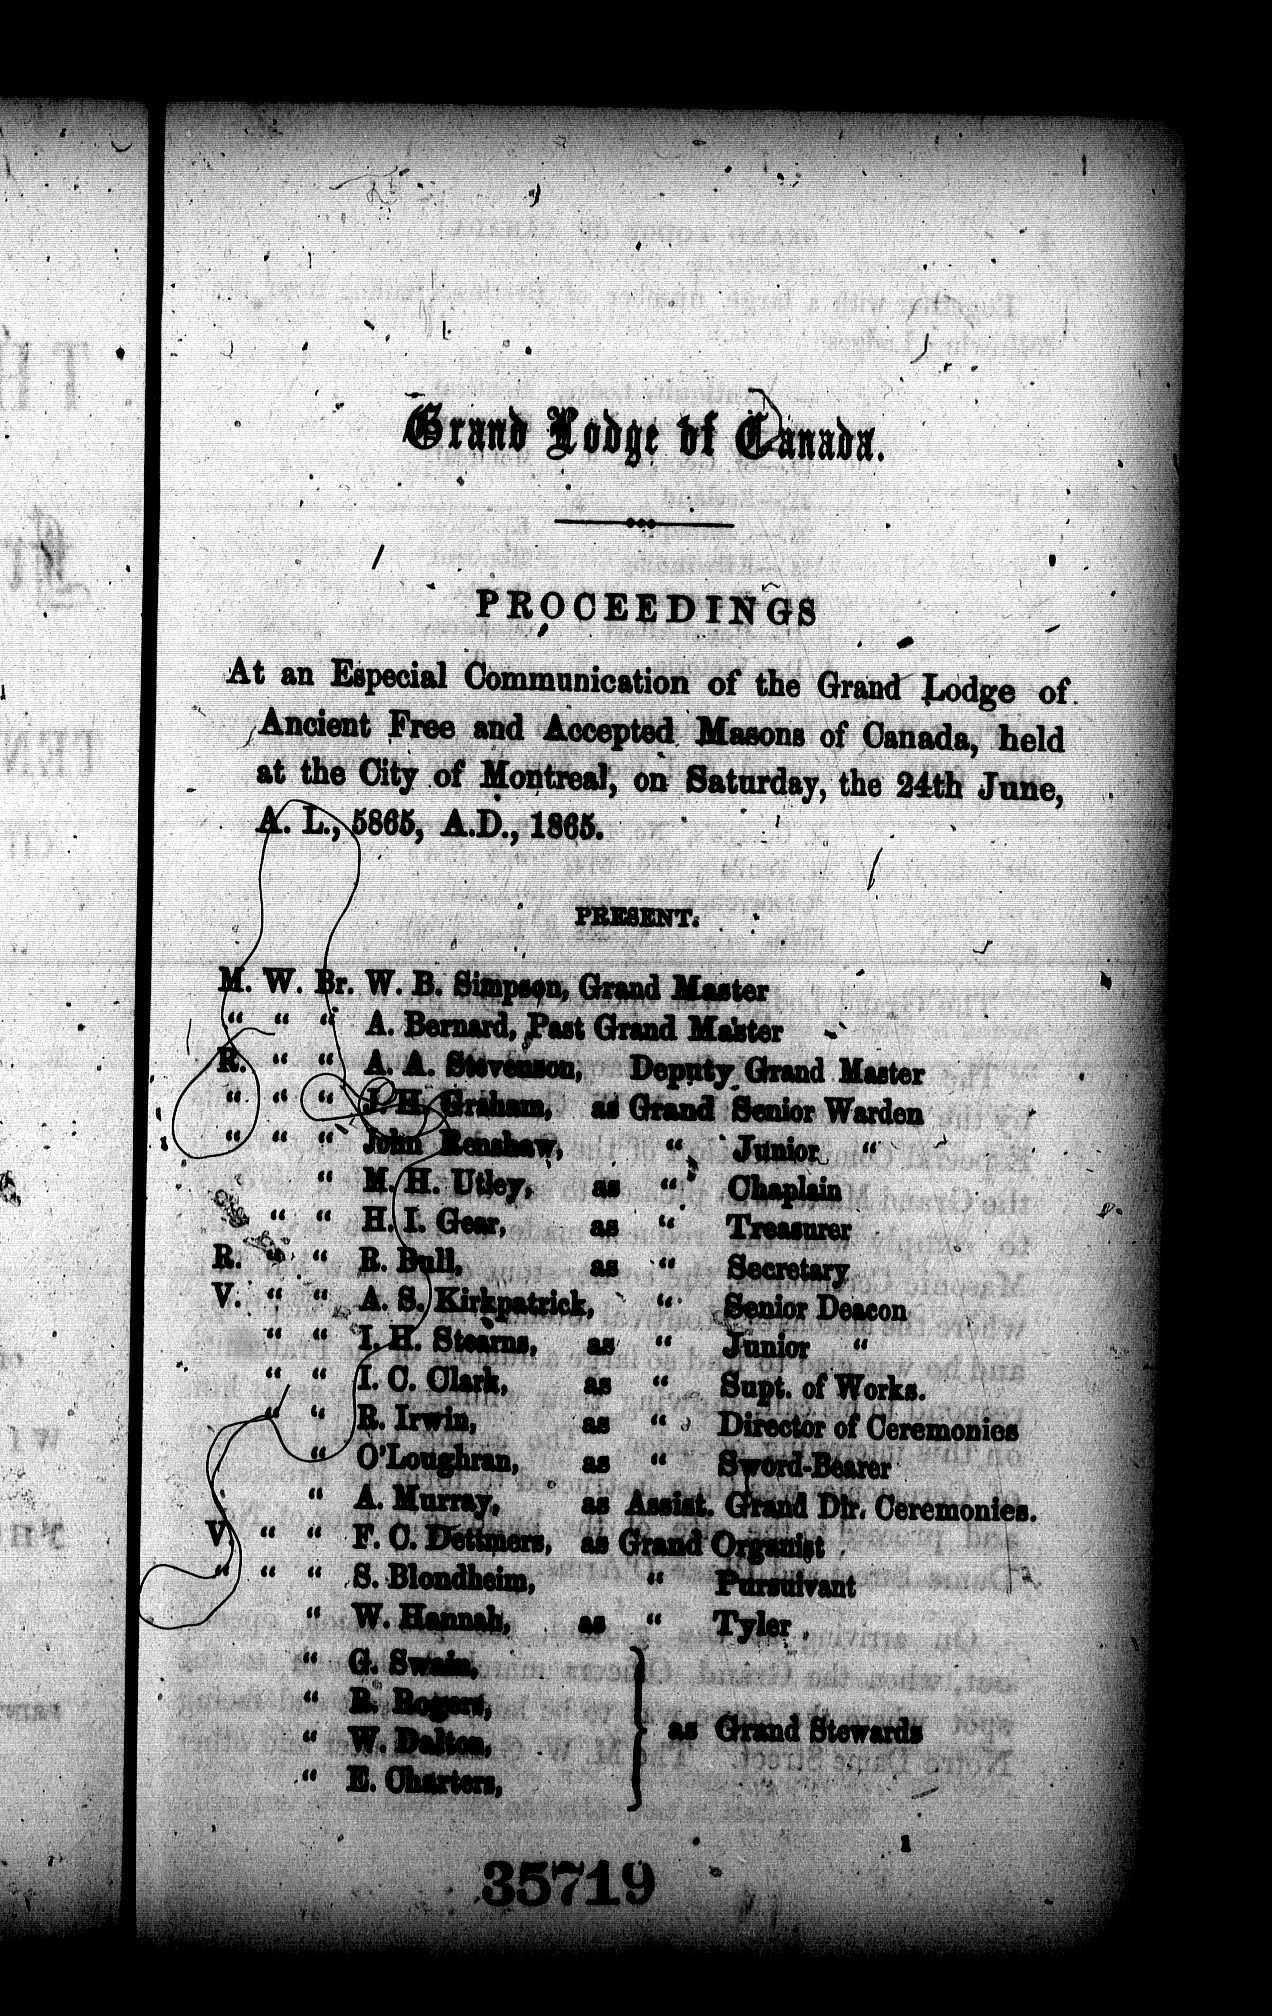 Grand Lodge of Canada.
PROCEEDINGS
At an Especial Communication of the Grand Lodge of
Ancient Free and Accepted Masons of Canada, held
at the City of Montreal, on Saturday, the 24th June,
A. L., 5865, A.D., 1865.
PRESENT.
M. W. Br. W. B. Simpson, Grand Master
“ “ “ A. Bernard, Past Grand Master
R. “ “ A. A. Stevenson, Deputy Grand Master
“ “ “ J. H. Graham, as Grand Senior Warden
“ “ “ John Renshaw, “ Junior “
“ M. H. Utley, as “ Chaplain
“ “ H. I. Gear, as “ Treasurer
R. “ “ R. Bull, as “ Secretary
V. “ “ A. S. Kirkpatrick, “ Senior Deacon
“ “ I. H. Stearns, as “ Junior “
“ “ I. C. Clark, as “ Supt. of Works.
“ “ R. Irwin, as “ Director of Ceremonies
“ O'Loughran, as “ Sword-Bearer
“ A. Murray, as Assist. Grand Dir. Ceremonies.
V. “ “ F. C. Dettmers, as Grand Organist
“ “ “ S. Blondheim, “ Pursuivant
“ W. Hannah, as “ Tyler
“ G. Swain,
“ R. Rogers,
“ W. Dalton,
as Grand Stewards
“ E. Charters,
1
35719